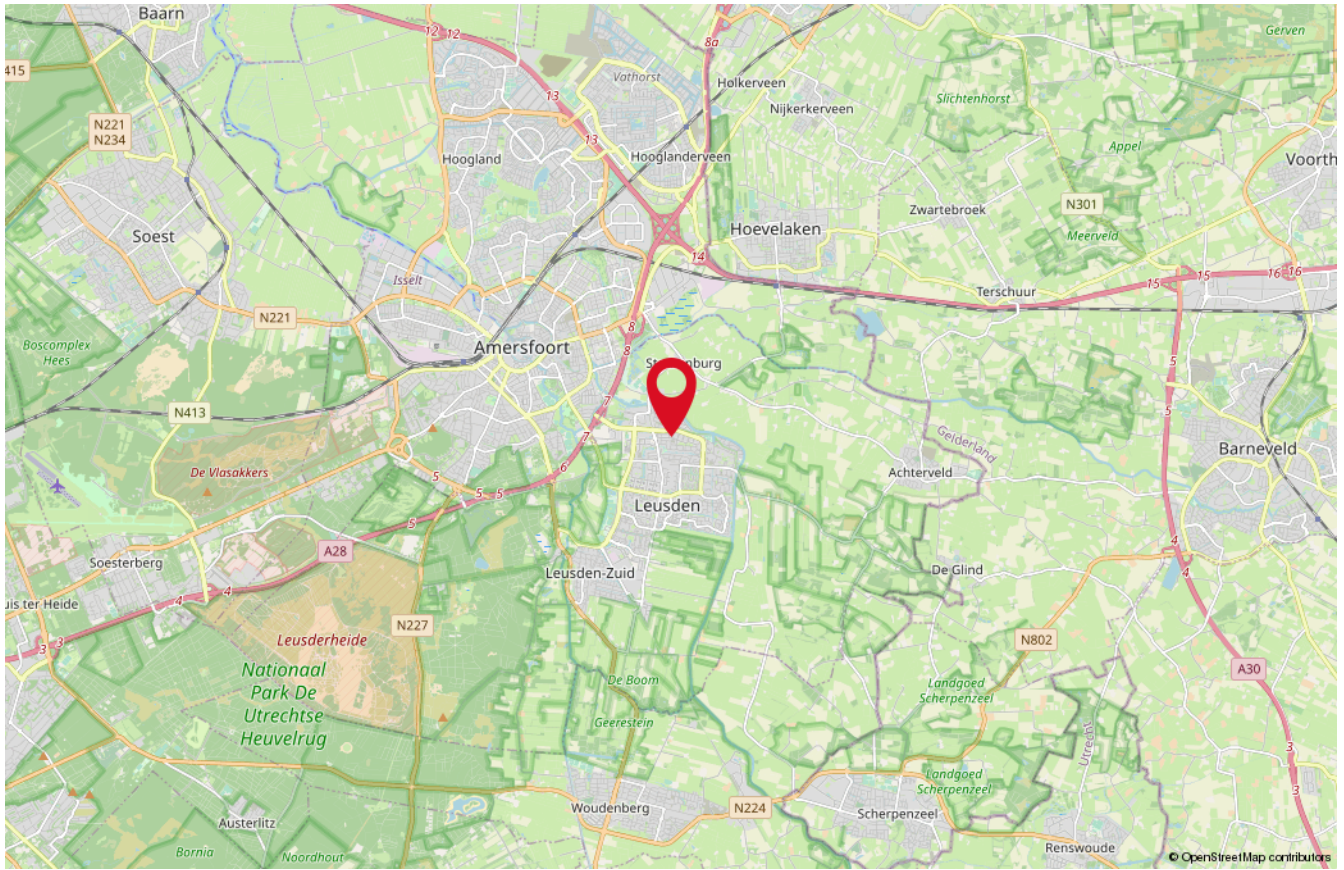 Baarn
12
12
8a
Gerven
415
Vathorst
Holkerveen
13
Slichtenhorst
Nijkerkerveen
N221
N234
13
Appel
Hoogland
Hooglanderveen
Voorth
N301
Zwartebroek
Soest
Hoevelaken
Meerveld
14
Isselt
15
15
16
16
Terschuur
N221
8
Boscomplex
Hees
Amersfoort
8
5
N413
7
5
7
Gelderland
Barneveld
De Vlasakkers
6
Achterveld
5
5
5
Leusden
5
4
A28
Soesterberg
Leusden-Zuid
De Glind
4
4
4
uis ter Heide
3
3
Leusderheide
N227
N802
A30
Nationaal
Park De
Utrechtse
Heuvelrug
De Boom
Landgoed
Scherpenzeel
Geerestein
Utrecht
3
Landgoed
Scherpenzeel
3
Woudenberg
N224
Scherpenzeel
Austerlitz
Renswoude
Bornia
Noordhout
© OpenStreetMap contributors